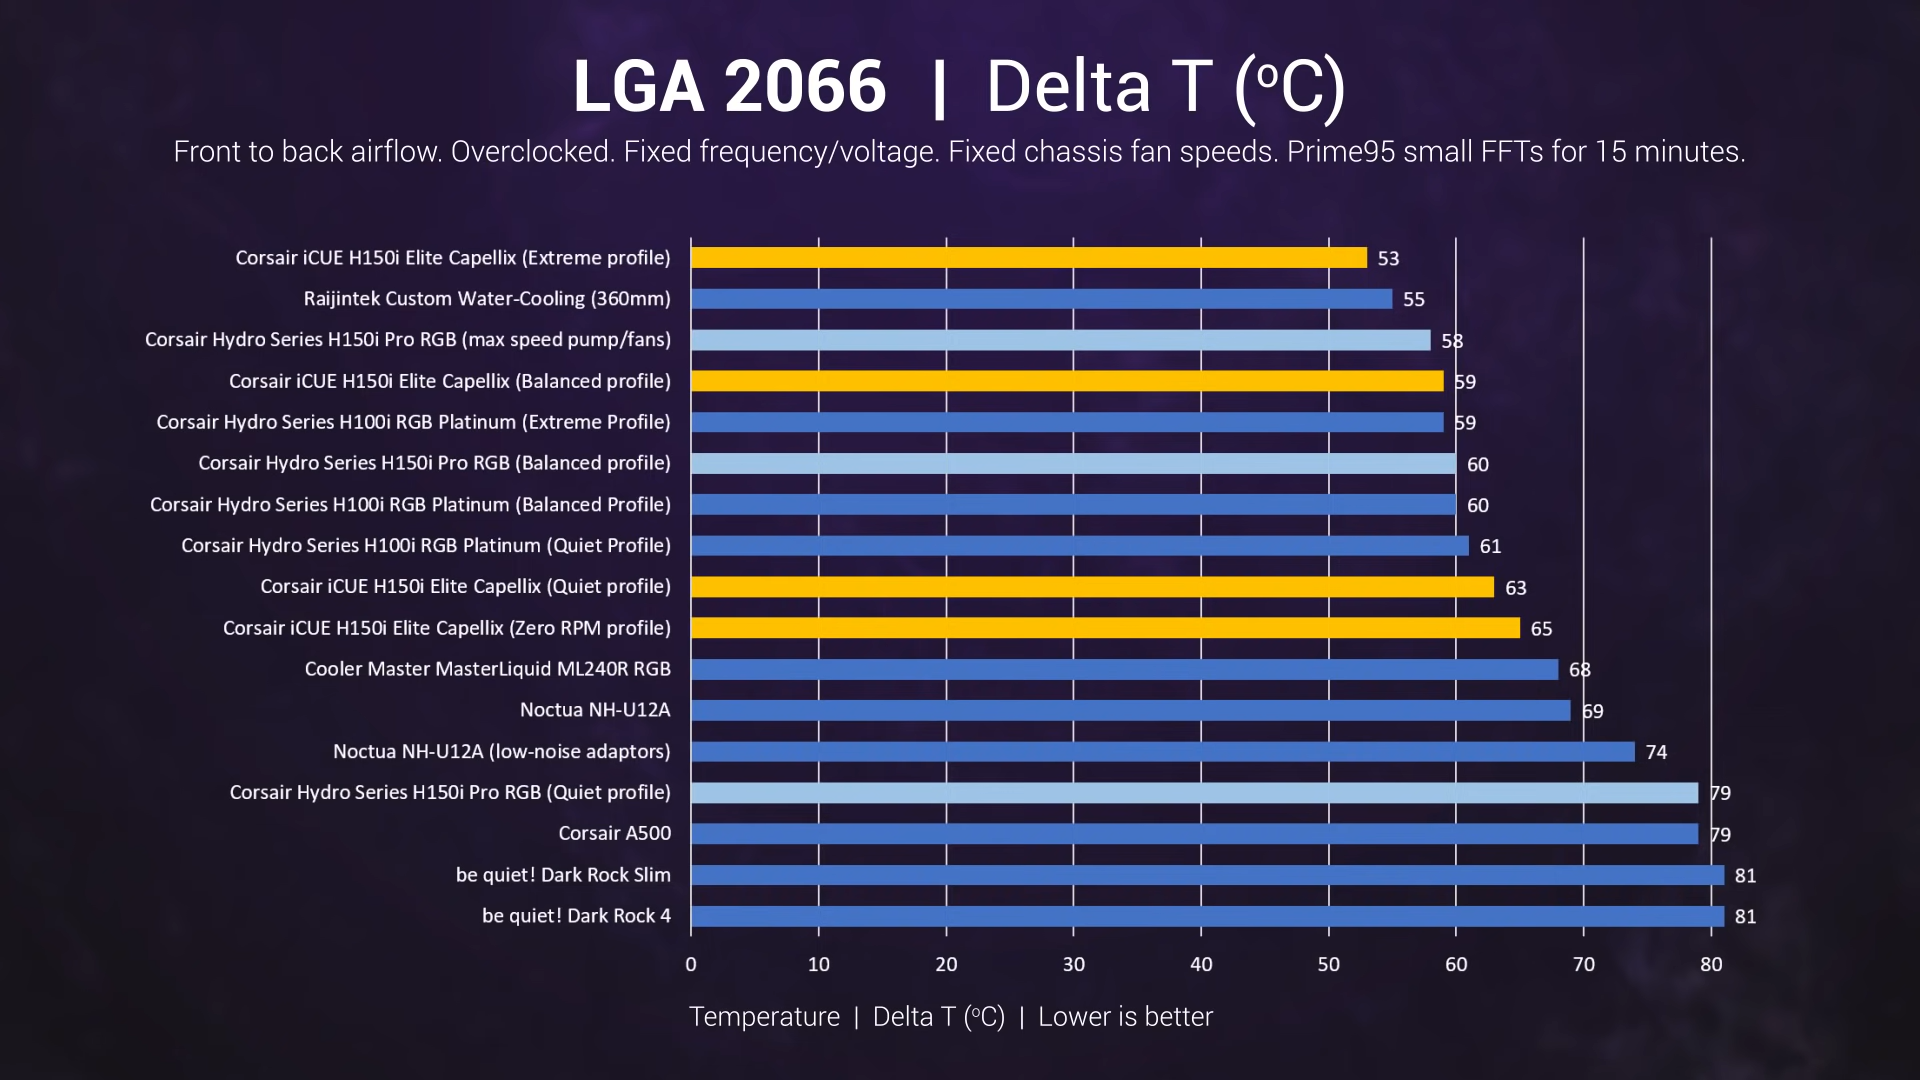 LGA 2066 | Delta T (ºC)
Front to back airflow. Overclocked. Fixed frequency/voltage. Fixed chassis fan speeds. Prime95 small FFTs for 15 minutes.
Corsair iCUE H150i Elite Capellix (Extreme profile) 53
Raijintek Custom Water-Cooling (360mm) 55
Corsair Hydro Series H150i Pro RGB (max speed pump/fans) 58
Corsair iCUE H150i Elite Capellix (Balanced profile) 59
Corsair Hydro Series H100i RGB Platinum (Extreme Profile) 59
Corsair Hydro Series H150i Pro RGB (Balanced profile) 60
Corsair Hydro Series H100i RGB Platinum (Balanced Profile) 60
Corsair Hydro Series H100i RGB Platinum (Quiet Profile) 61
Corsair iCUE H150i Elite Capellix (Quiet profile) 63
Corsair iCUE H150i Elite Capellix (Zero RPM profile) 65
Cooler Master MasterLiquid ML240R RGB 68
Noctua NH-U12A 69
Noctua NH-U12A (low-noise adaptors) 74
Corsair Hydro Series H150i Pro RGB (Quiet profile) 79
Corsair A500 79
be quiet! Dark Rock Slim 81
be quiet! Dark Rock 4 81
0 10 20 30 40 50 60 70 80
Temperature | Delta T (ºC) | Lower is better